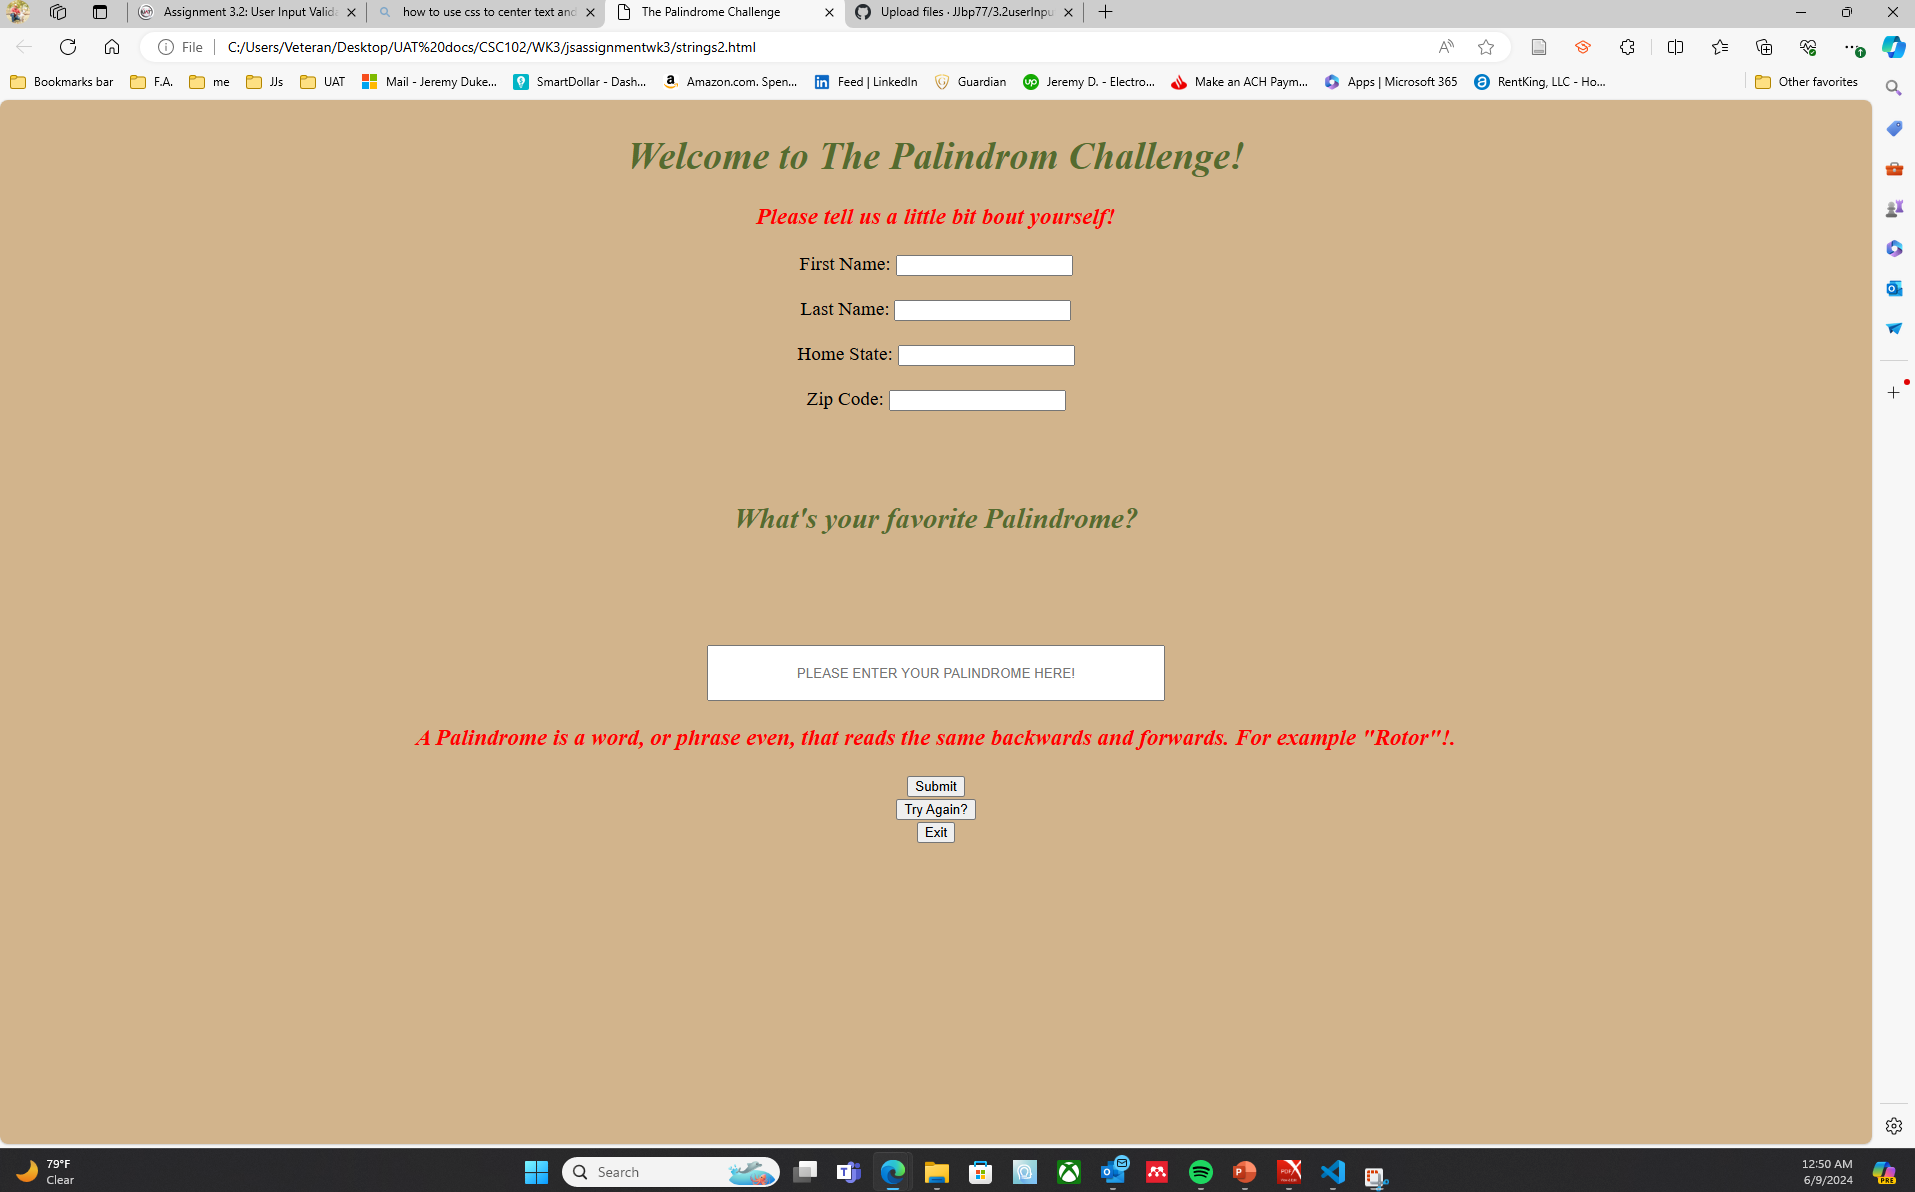 Assignment 3.2: User Input Valida
how to use css to center text and
The Palindrome Challenge
Upload files · JJbp77/3.2userInpu
File
C:/Users/Veteran/Desktop/UAT%20docs/CSC102/WK3/jsassignmentwk3/strings2.html
Bookmarks bar
F.A.
me
JJs
UAT
Mail - Jeremy Duke...
SmartDollar - Dash...
Amazon.com. Spen...
Feed | LinkedIn
Guardian
Jeremy D. - Electro...
Make an ACH Paym...
Apps | Microsoft 365
RentKing, LLC - Ho...
Other favorites
Welcome to The Palindrom Challenge!
Please tell us a little bit bout yourself!
First Name:
Last Name:
Home State:
Zip Code:
What's your favorite Palindrome?
PLEASE ENTER YOUR PALINDROME HERE!
A Palindrome is a word, or phrase even, that reads the same backwards and forwards. For example "Rotor"!.
Submit
Try Again?
Exit
79°F
Clear
Search
12:50 AM
6/9/2024
PRE